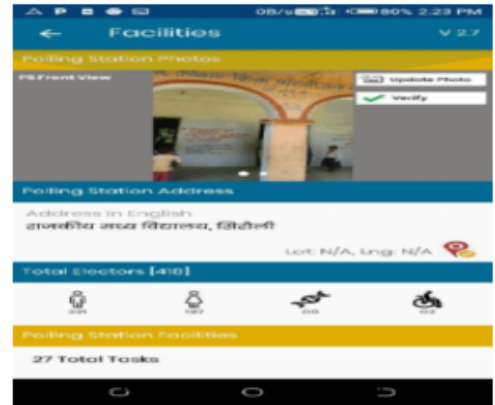 0B/s 80% 2:23 PM
Facilities V 2.7
Polling Station Photos
PS Front View
Update Photo
Verify
Polling Station Address
Address in English
राजकीय मध्य विद्यालय,
Lat: N/A, Lng: N/A
Total Electors [418]
Polling Station Facilities
27 Total Tasks